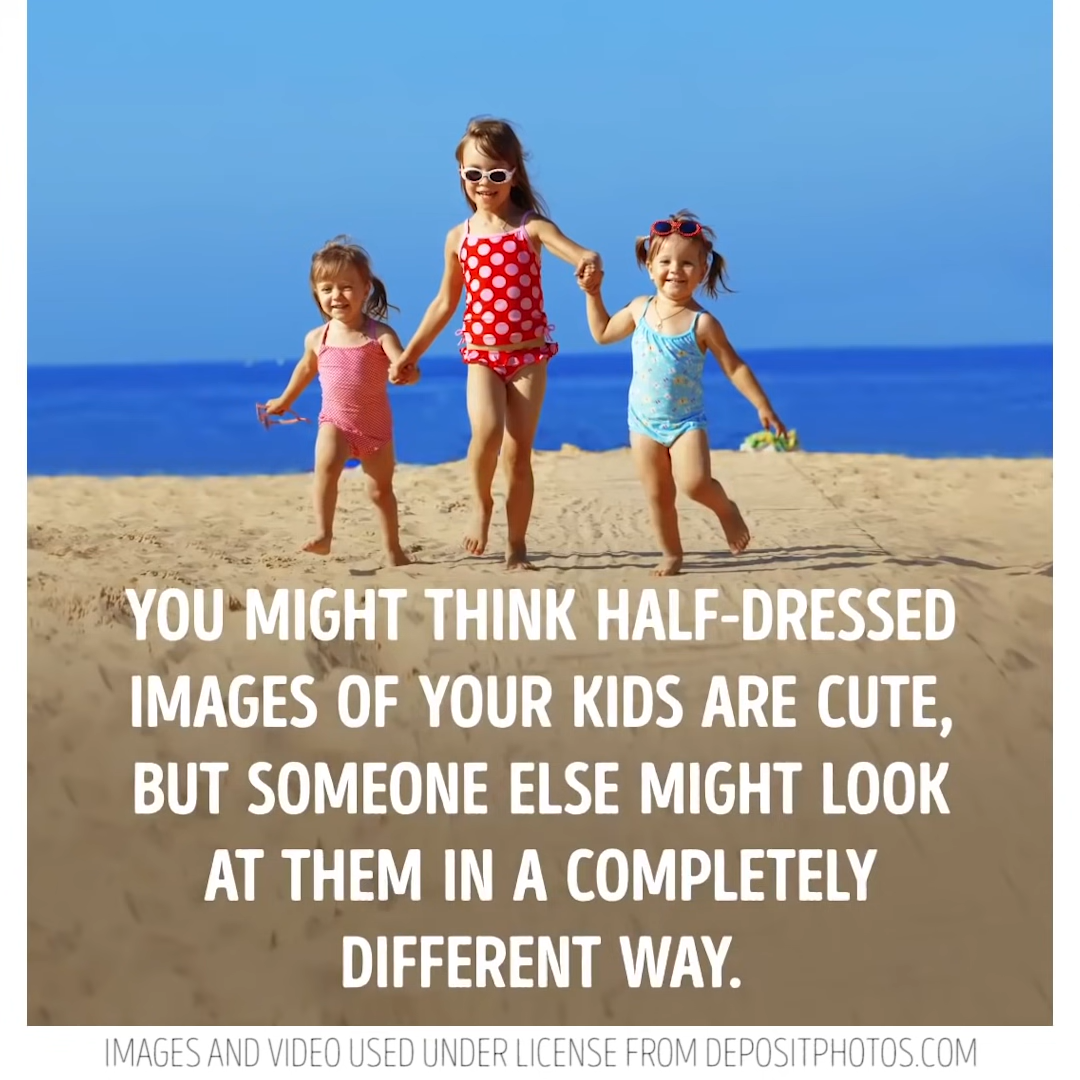 YOU MIGHT THINK HALF-DRESSED
IMAGES OF YOUR KIDS ARE CUTE,
BUT SOMEONE ELSE MIGHT LOOK
AT THEM IN A COMPLETELY
DIFFERENT WAY.
IMAGES AND VIDEO USED UNDER LICENSE FROM DEPOSITPHOTOS.COM